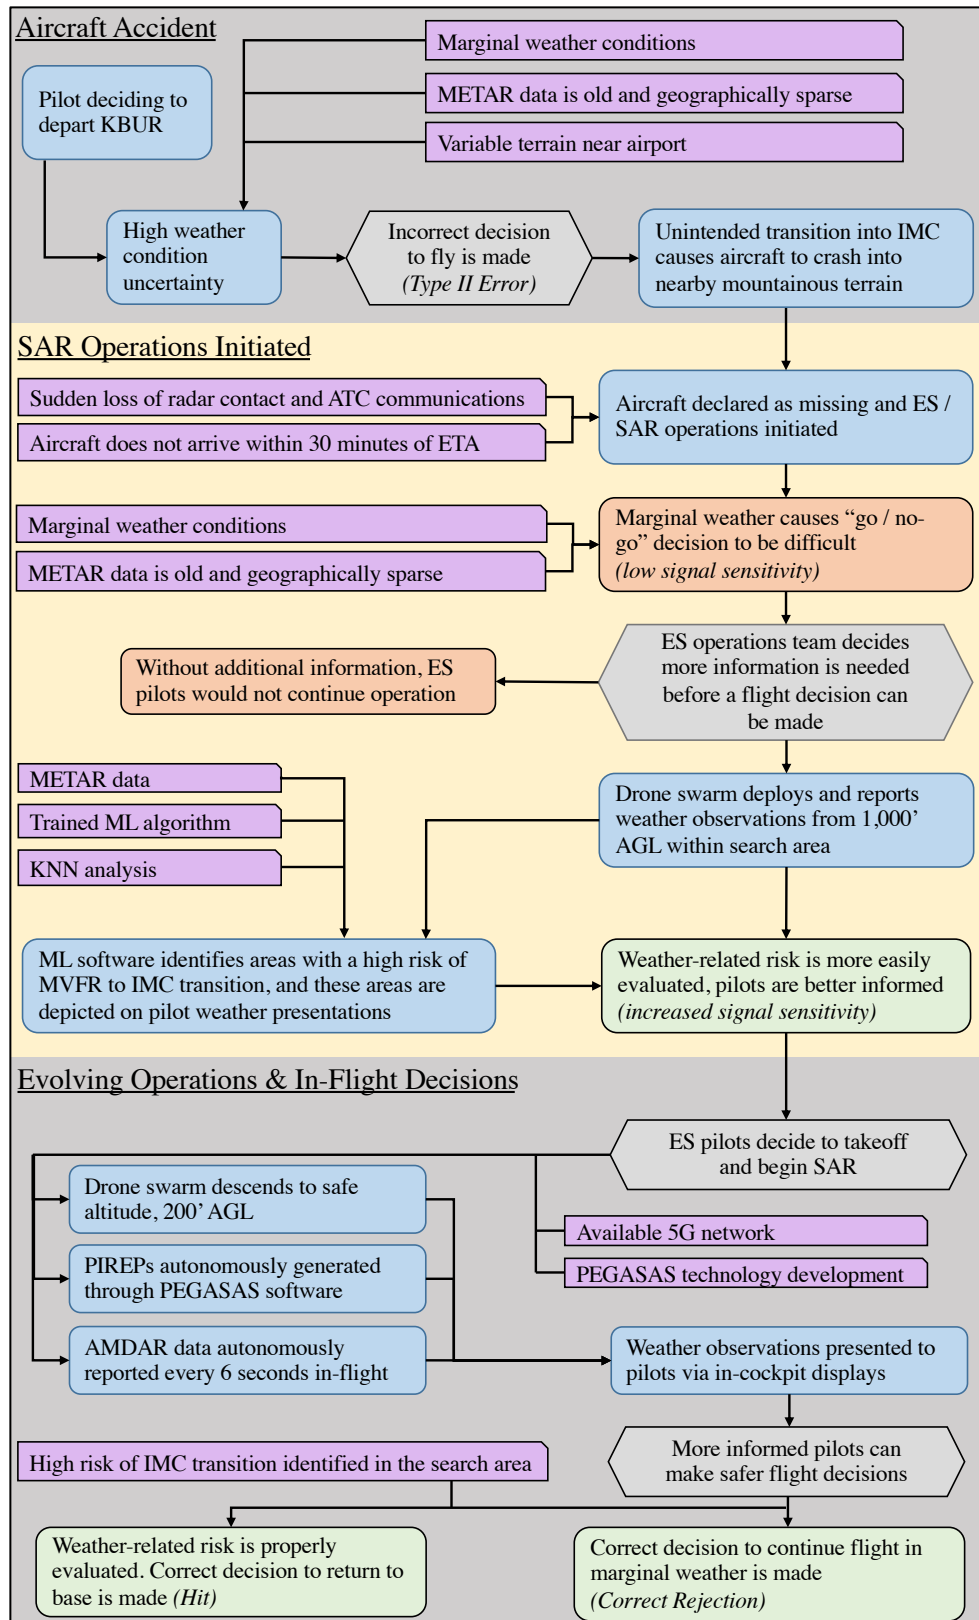 Aircraft Accident
Marginal weather conditions
Pilot deciding to
depart KBUR
METAR data is old and geographically sparse
Variable terrain near airport
High weather
condition
uncertainty
Incorrect decision
to fly is made
(Type II Error)
Unintended transition into IMC
causes aircraft to crash into
nearby mountainous terrain
SAR Operations Initiated
Sudden loss of radar contact and ATC communications
Aircraft does not arrive within 30 minutes of ETA
Aircraft declared as missing and ES /
SAR operations initiated
Marginal weather conditions
METAR data is old and geographically sparse
Marginal weather causes “go / no-
go” decision to be difficult
(low signal sensitivity)
ES operations team decides
more information is needed
before a flight decision can
be made
Without additional information, ES
pilots would not continue operation
METAR data
Trained ML algorithm
KNN analysis
Drone swarm deploys and reports
weather observations from 1,000’
AGL within search area
ML software identifies areas with a high risk of
MVFR to IMC transition, and these areas are
depicted on pilot weather presentations
Weather-related risk is more easily
evaluated, pilots are better informed
(increased signal sensitivity)
Evolving Operations & In-Flight Decisions
ES pilots decide to takeoff
and begin SAR
Drone swarm descends to safe
altitude, 200’ AGL
Available 5G network
PEGASAS technology development
PIREPs autonomously generated
through PEGASAS software
AMDAR data autonomously
reported every 6 seconds in-flight
Weather observations presented to
pilots via in-cockpit displays
More informed pilots can
make safer flight decisions
High risk of IMC transition identified in the search area
Weather-related risk is properly
evaluated. Correct decision to return to
base is made (Hit)
Correct decision to continue flight in
marginal weather is made
(Correct Rejection)